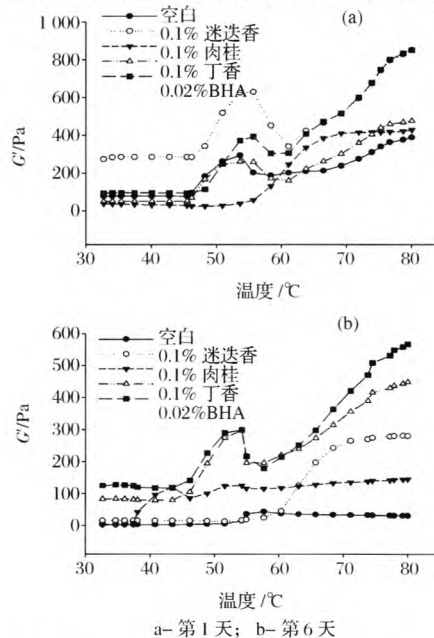 (a)
空白
0.1% 迷迭香
0.1% 肉桂
0.1% 丁香
0.02%BHA
1 000
800
600
400
200
0
G'/Pa
30
40
50
60
70
80
温度 /℃
(b)
空白
0.1% 迷迭香
0.1% 肉桂
0.1% 丁香
0.02%BHA
600
500
400
300
200
100
0
G'/Pa
30
40
50
60
70
80
温度 /℃
a– 第 1 天； b– 第 6 天